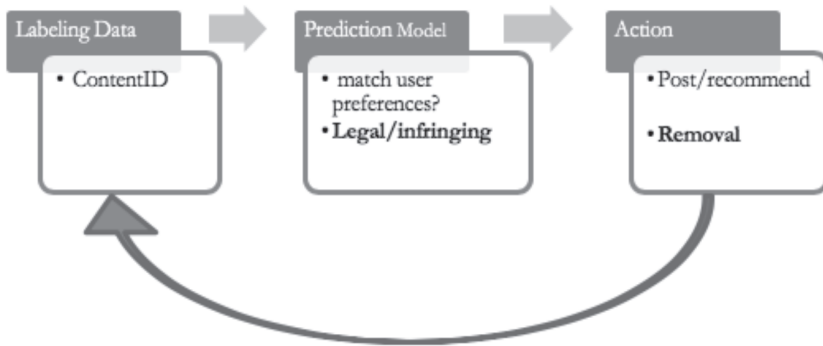 Labeling Data
• ContentID
Prediction Model
• match user
preferences?
• Legal/infringing
Action
• Post/recommend
• Removal